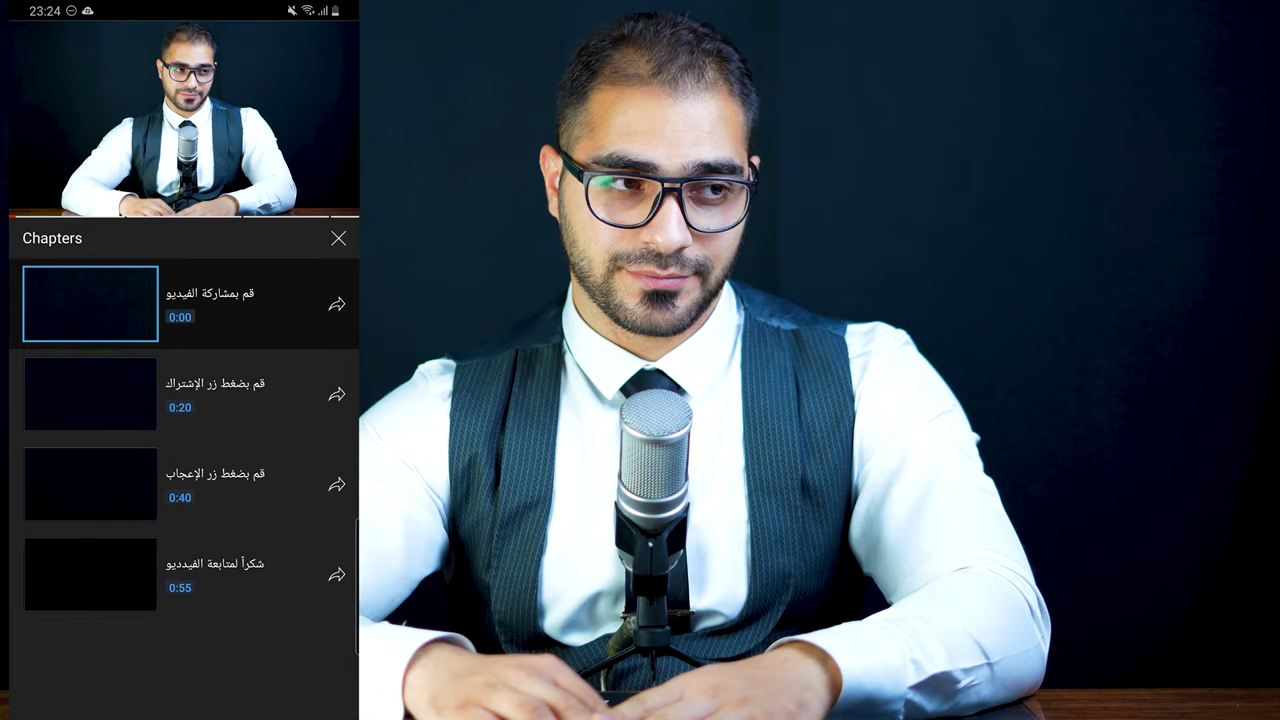 23:24
Chapters
قم بمشاركة الفيديو
0:00
قم بضغط زر الإشتراك
0:20
قم بضغط زر الإعجاب
0:40
شكراً لمتابعة الفيدديو
0:55